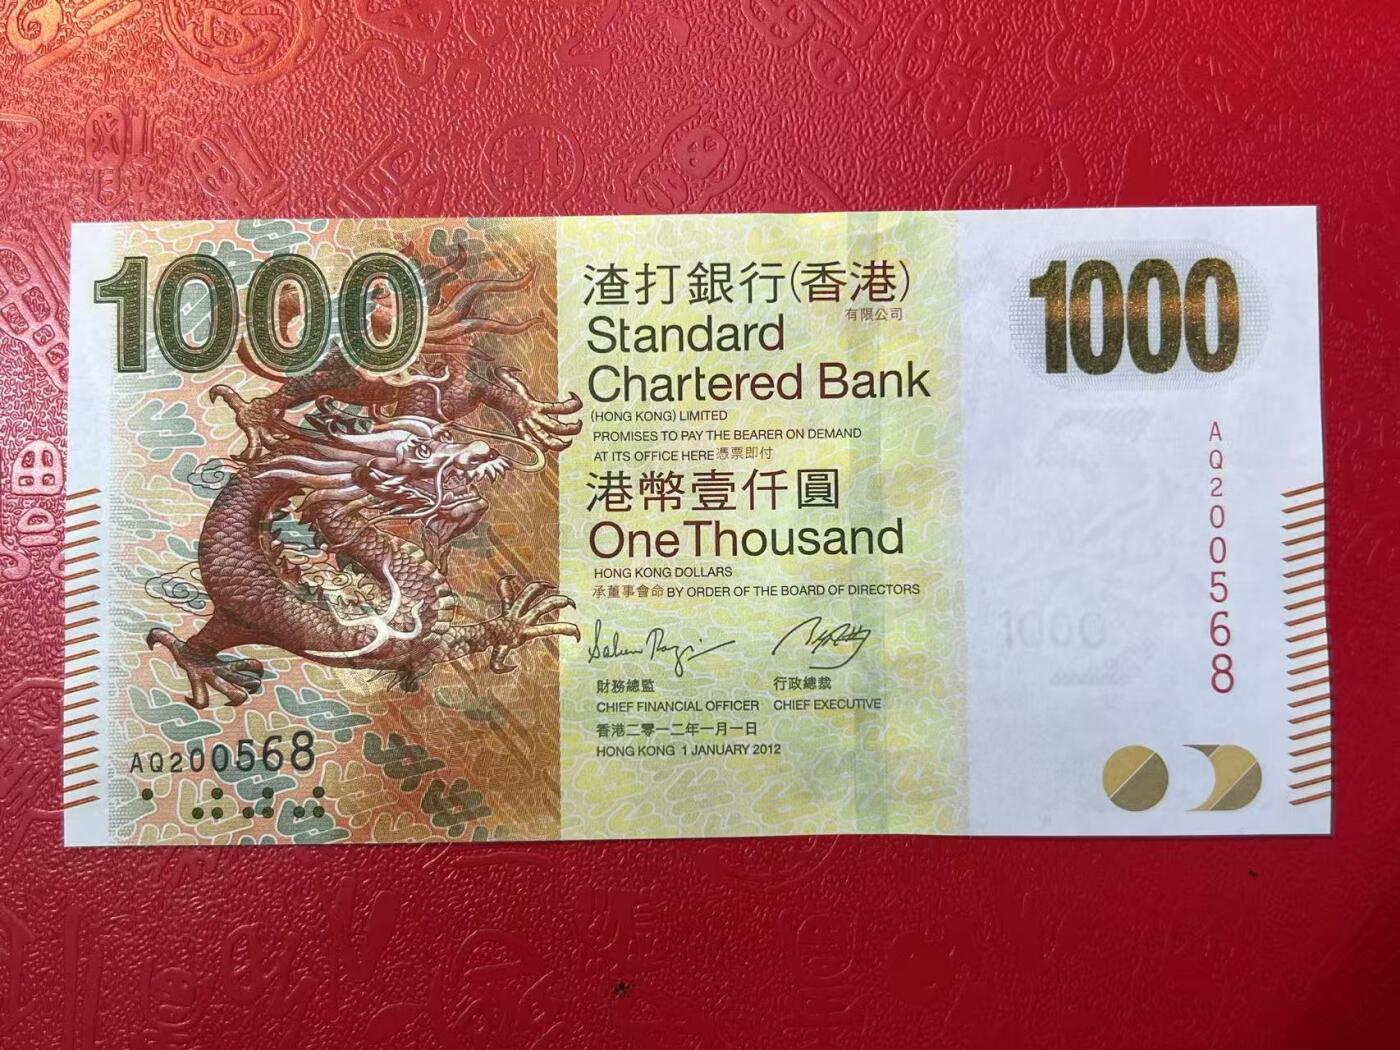 1000
渣打銀行(香港)
有限公司
Standard
Chartered Bank
(HONG KONG) LIMITED
PROMISES TO PAY THE BEARER ON DEMAND
AT ITS OFFICE HERE憑票即付
港幣壹仟圓
One Thousand
HONG KONG DOLLARS
承董事會命BY ORDER OF THE BOARD OF DIRECTORS
財務總監
CHIEF FINANCIAL OFFICER
行政總裁
CHIEF EXECUTIVE
香港二零一二年一月一日
HONG KONG 1 JANUARY 2012
AQ200568
1000
AQ200568
1000